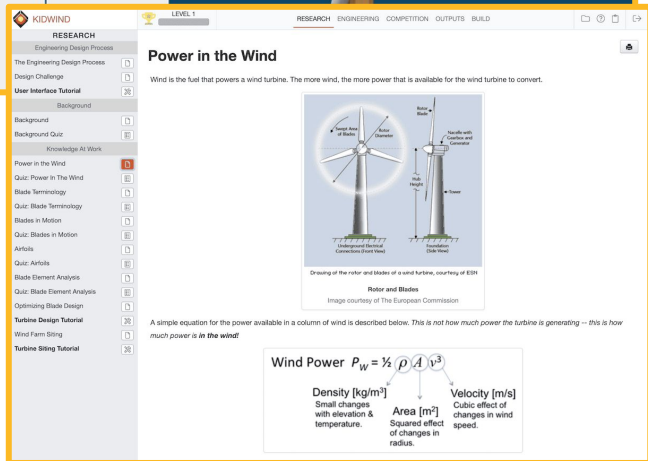 KIDWIND
LEVEL 1
RESEARCH ENGINEERING COMPETITION OUTPUTS BUILD
RESEARCH
Engineering Design Process
The Engineering Design Process
Design Challenge
User Interface Tutorial
Background
Background
Background Quiz
Knowledge At Work
Power in the Wind
Quiz: Power In The Wind
Blade Terminology
Quiz: Blade Terminology
Blades in Motion
Quiz: Blades in Motion
Airfoils
Quiz: Airfoils
Blade Element Analysis
Quiz: Blade Element Analysis
Optimizing Blade Design
Turbine Design Tutorial
Wind Farm Siting
Turbine Siting Tutorial
Power in the Wind
Wind is the fuel that powers a wind turbine. The more wind, the more power that is available for the wind turbine to convert.
Swept Area
of Blades
Rotor
Diameter
Rotor
Blade
Nacelle with
Gearbox and
Generator
Hub
Height
Tower
Underground Electrical
Connections (Front View)
Foundation
(Side View)
Drawing of the rotor and blades of a wind turbine, courtesy of ESN
Rotor and Blades
Image courtesy of The European Commission
A simple equation for the power available in a column of wind is described below. This is not how much power the turbine is generating -- this is how
much power is in the wind!
Wind Power P_W = ½ ρ A v³
Density [kg/m³]
Small changes
with elevation &
temperature.
Area [m²]
Squared effect
of changes in
radius.
Velocity [m/s]
Cubic effect of
changes in wind
speed.